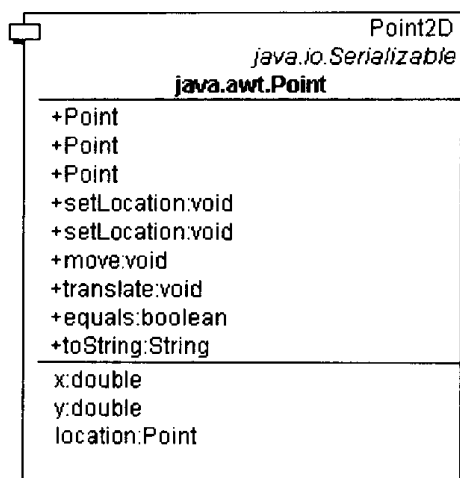 Point2D
java.io.Serializable
java.awt.Point
+Point
+Point
+Point
+setLocation:void
+setLocation:void
+move:void
+translate:void
+equals:boolean
+toString:String
x:double
y:double
location:Point